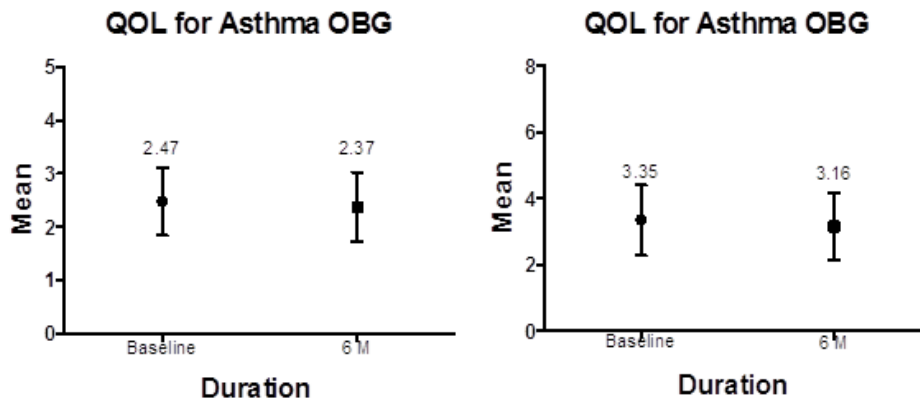 QOL for Asthma OBG
5
4
3
2
1
0
Mean
2.47
2.37
Baseline
6 M
Duration
QOL for Asthma OBG
8
6
4
2
0
Mean
3.35
3.16
Baseline
6 M
Duration